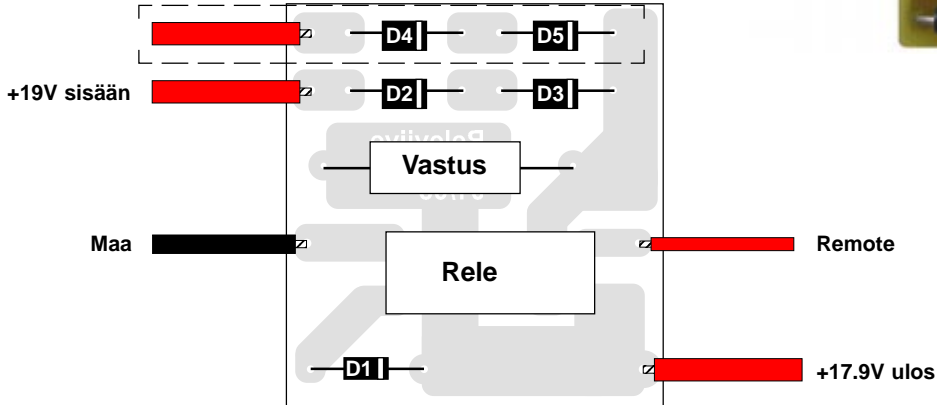 D4 D5
+19V sisään D2 D3
Vastus
Maa Remote
Rele
D1 +17.9V ulos